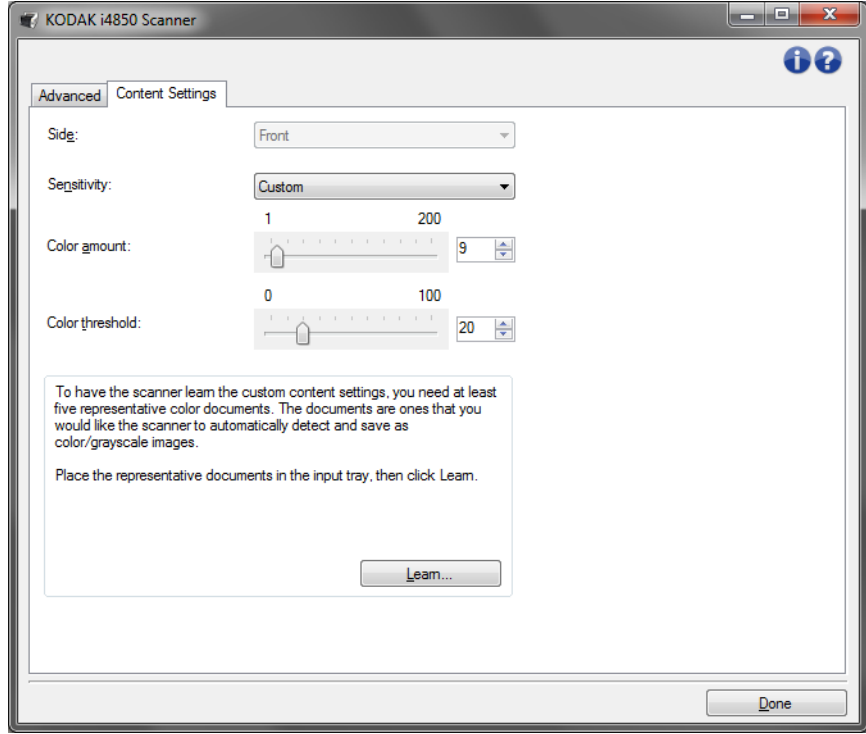 KODAK i4850 Scanner
Advanced
Content Settings
Side:
Front
Sensitivity:
Custom
1 200
Color amount:
9
0 100
Color threshold:
20
To have the scanner learn the custom content settings, you need at least
five representative color documents. The documents are ones that you
would like the scanner to automatically detect and save as
color/grayscale images.
Place the representative documents in the input tray, then click Learn.
Learn...
Done